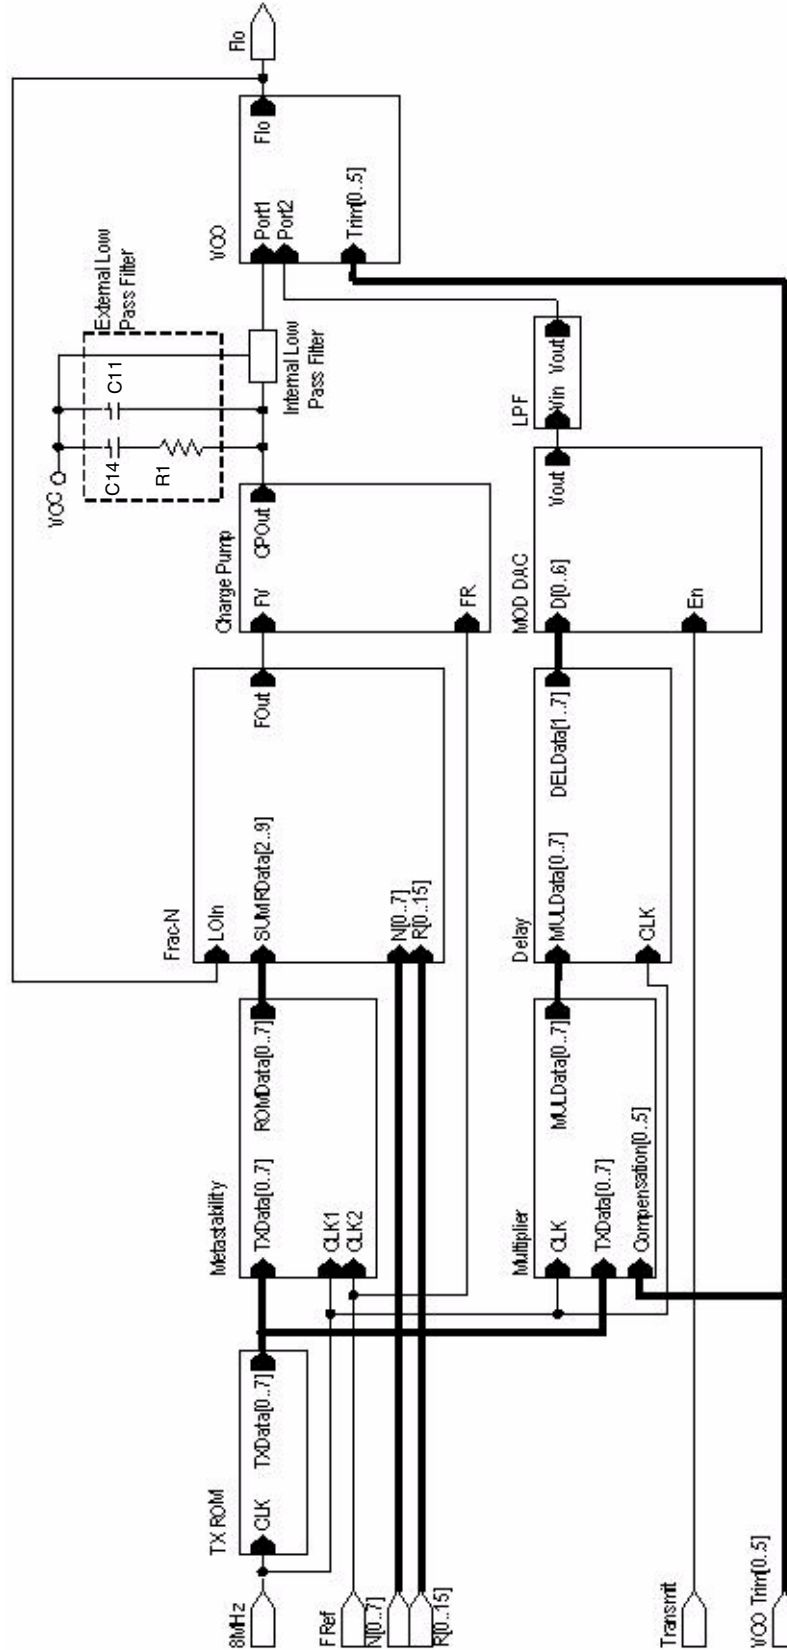 8MHz
FRef
N[0..7]
R[0..15]
Transmit
VCO Trim[0..5]
TX ROM
CLK
TXData[0..7]
Metastability
TXData[0..7]
ROMData[0..7]
CLK1
CLK2
Frac-N
LOIn
SUMRData[2..9]
FOut
N[0..7]
R[0..15]
Charge Pump
FV
CPOut
FR
VCC
External Low
Pass Filter
C14
C11
R1
Internal Low
Pass Filter
VCO
Port1
Port2
Flo
Trim[0..5]
Flo
Multiplier
CLK
MULData[0..7]
TXData[0..7]
Compensation[0..5]
Delay
MULData[0..7]
DELData[1..7]
CLK
MOD DAC
D[0..6]
Vout
En
LPF
Vin
Vout